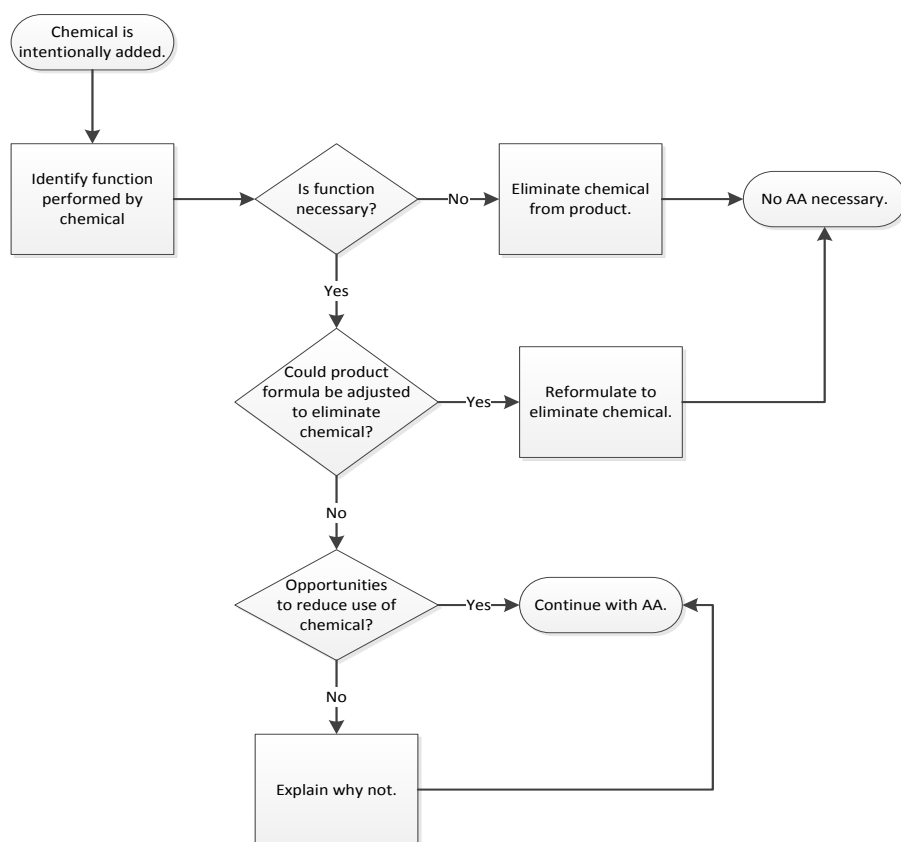 Chemical is
intentionally added.
Identify function
performed by
chemical
Is function
necessary?
No
Eliminate chemical
from product.
No AA necessary.
Yes
Could product
formula be adjusted
to eliminate
chemical?
Yes
Reformulate to
eliminate chemical.
No
Opportunities
to reduce use of
chemical?
Yes
Continue with AA.
No
Explain why not.